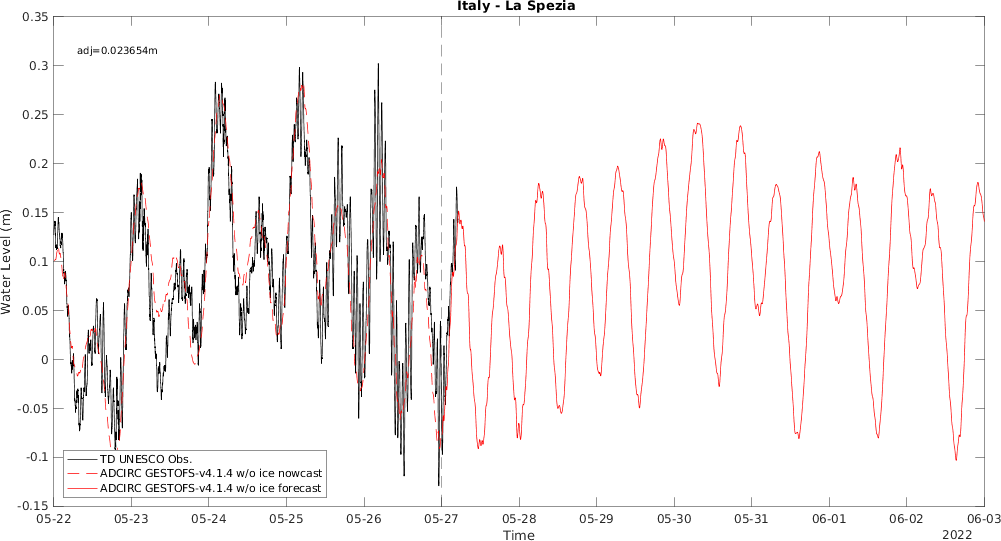 Italy - La Spezia
0.35
adj=0.023654m
0.3
0.25
0.2
0.15
0.1
0.05
0
-0.05
-0.1
-0.15
Water Level (m)
TD UNESCO Obs.
ADCIRC GESTOFS-v4.1.4 w/o ice nowcast
ADCIRC GESTOFS-v4.1.4 w/o ice forecast
05-22 05-23 05-24 05-25 05-26 05-27 05-28 05-29 05-30 05-31 06-01 06-02 06-03
Time
2022